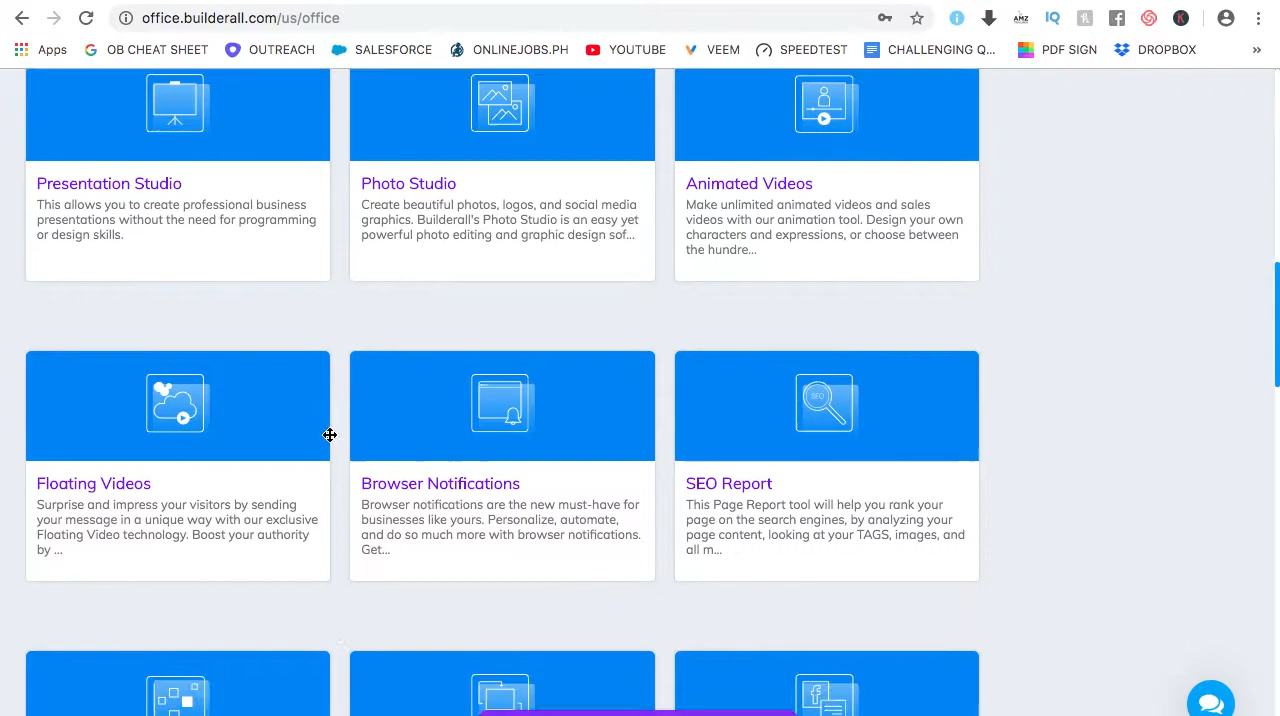 office.builderall.com/us/office
AMZ
IQ
K
Apps
OB CHEAT SHEET
OUTREACH
SALESFORCE
ONLINEJOBS.PH
YOUTUBE
VEEM
SPEEDTEST
CHALLENGING Q...
PDF SIGN
DROPBOX
»
Presentation Studio
This allows you to create professional business
presentations without the need for programming
or design skills.
Photo Studio
Create beautiful photos, logos, and social media
graphics. Builderall's Photo Studio is an easy yet
powerful photo editing and graphic design sof...
Animated Videos
Make unlimited animated videos and sales
videos with our animation tool. Design your own
characters and expressions, or choose between
the hundre...
Floating Videos
Surprise and impress your visitors by sending
your message in a unique way with our exclusive
Floating Video technology. Boost your authority
by ...
Browser Notifications
Browser notifications are the new must-have for
businesses like yours. Personalize, automate,
and do so much more with browser notifications.
Get...
SEO
SEO Report
This Page Report tool will help you rank your
page on the search engines, by analyzing your
page content, looking at your TAGS, images, and
all m...